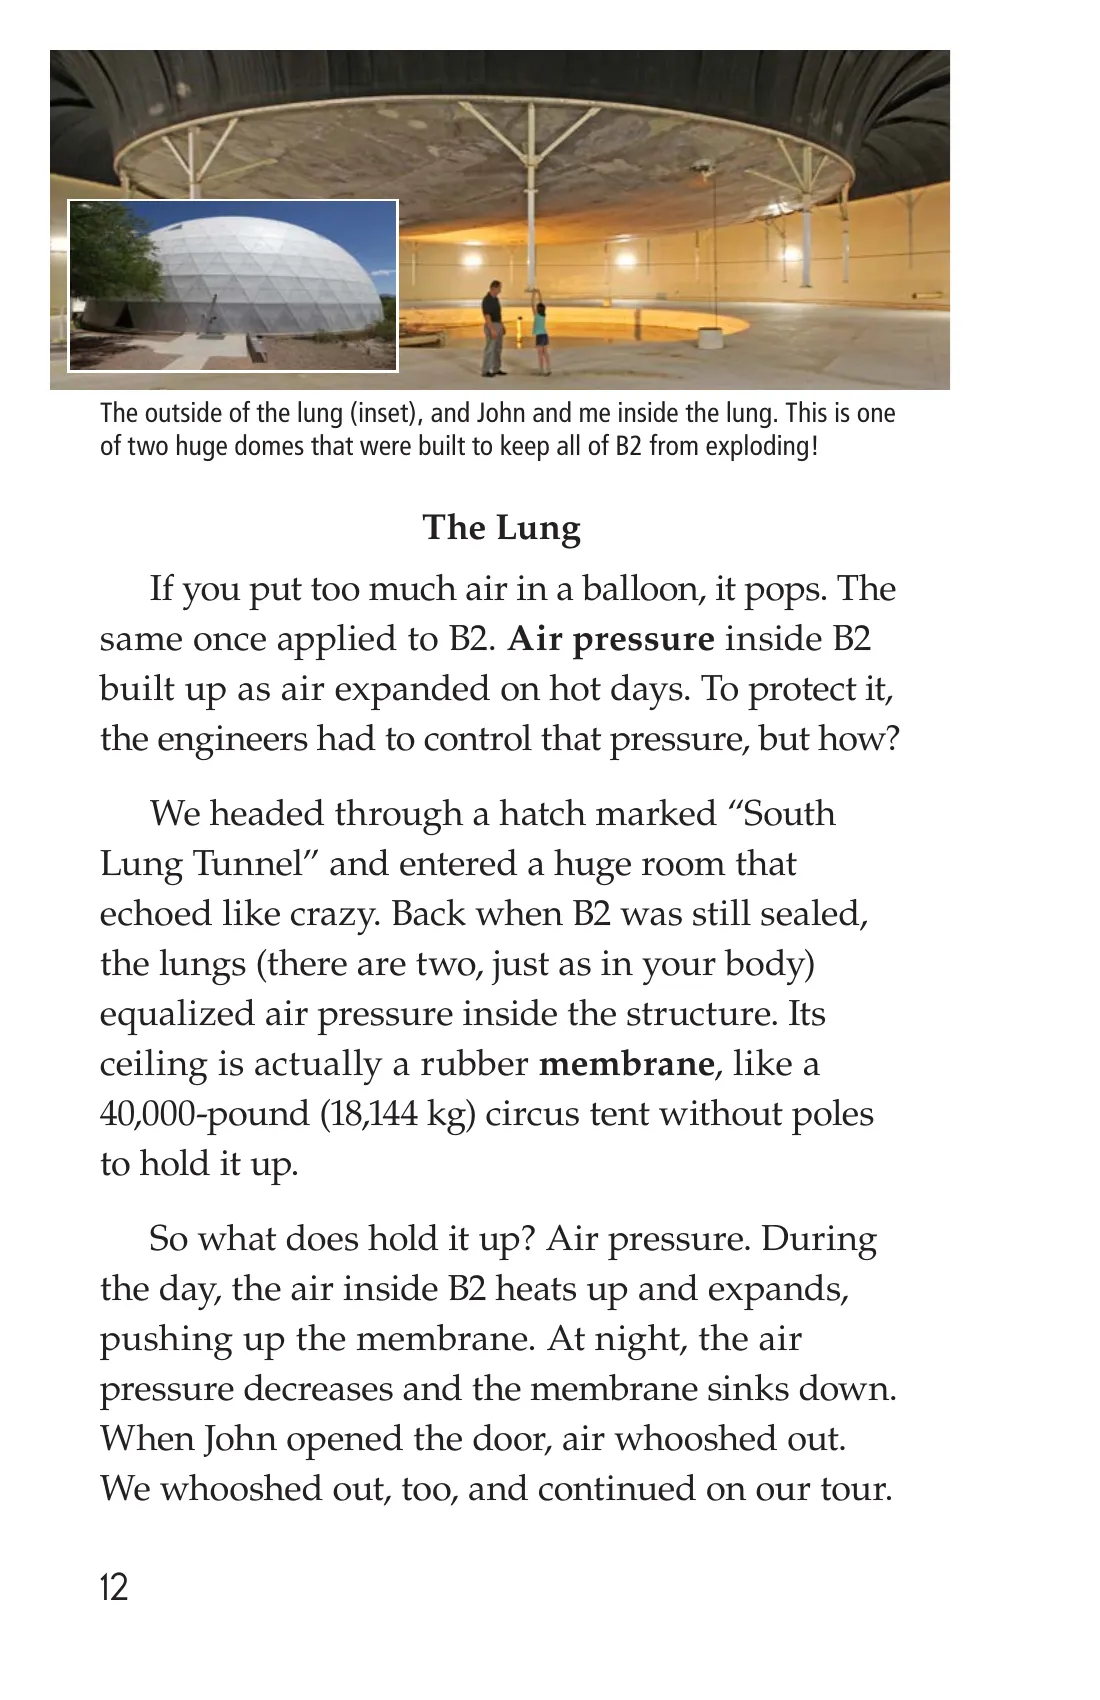 The outside of the lung (inset), and John and me inside the lung. This is one
of two huge domes that were built to keep all of B2 from exploding!
The Lung
If you put too much air in a balloon, it pops. The
same once applied to B2. Air pressure inside B2
built up as air expanded on hot days. To protect it,
the engineers had to control that pressure, but how?
We headed through a hatch marked “South
Lung Tunnel” and entered a huge room that
echoed like crazy. Back when B2 was still sealed,
the lungs (there are two, just as in your body)
equalized air pressure inside the structure. Its
ceiling is actually a rubber membrane, like a
40,000-pound (18,144 kg) circus tent without poles
to hold it up.
So what does hold it up? Air pressure. During
the day, the air inside B2 heats up and expands,
pushing up the membrane. At night, the air
pressure decreases and the membrane sinks down.
When John opened the door, air whooshed out.
We whooshed out, too, and continued on our tour.
12